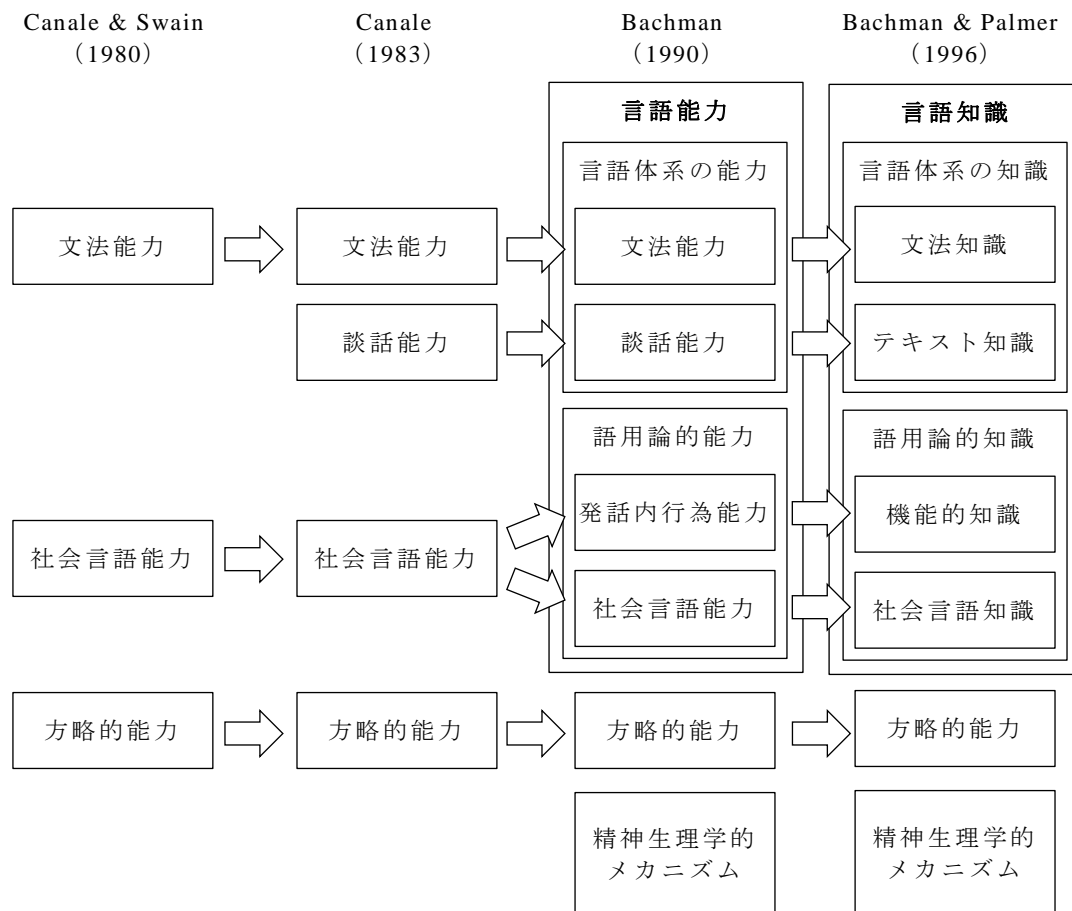 Canale & Swain
（1980）
Canale
（1983）
Bachman
（1990）
Bachman & Palmer
（1996）
言語能力
言語知識
言語体系の能力
言語体系の知識
文法能力
文法能力
文法能力
文法知識
談話能力
談話能力
テキスト知識
語用論的能力
語用論的知識
発話内行為能力
機能的知識
社会言語能力
社会言語能力
社会言語能力
社会言語知識
方略的能力
方略的能力
方略的能力
方略的能力
精神生理学的
メカニズム
精神生理学的
メカニズム